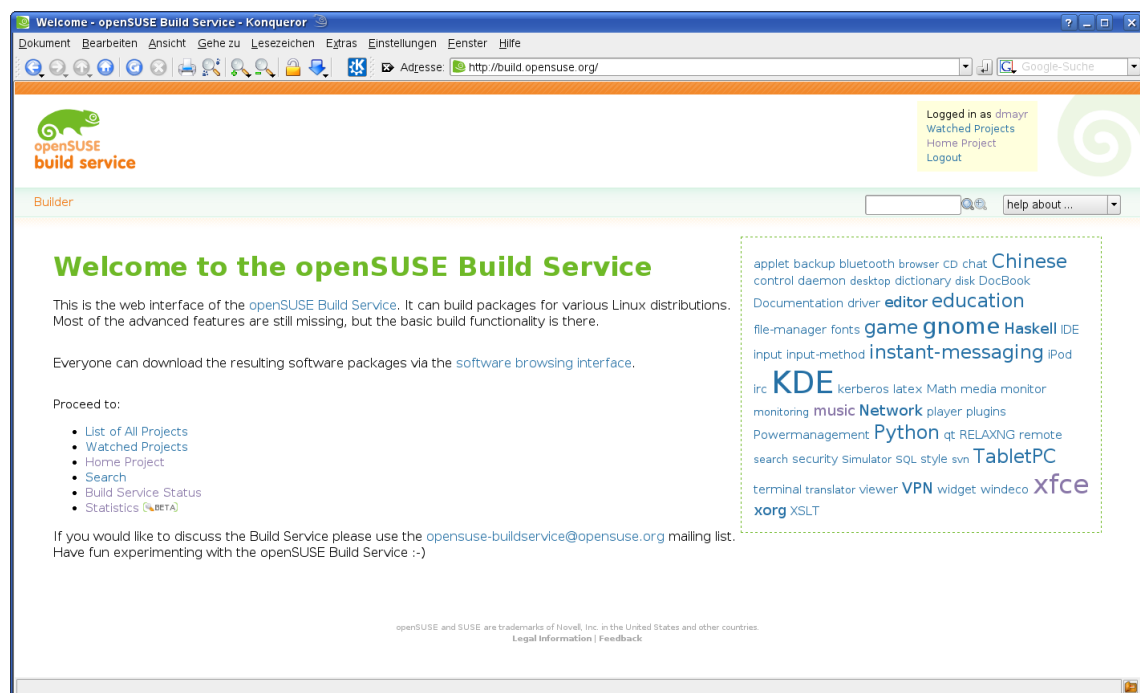 Welcome - openSUSE Build Service - Konqueror
Dokument Bearbeiten Ansicht Gehe zu Lesezeichen Extras Einstellungen Fenster Hilfe
Adresse: http://build.opensuse.org/ Google-Suche
openSUSE
build service
Logged in as dmayr
Watched Projects
Home Project
Logout
Builder
help about ...
Welcome to the openSUSE Build Service
This is the web interface of the openSUSE Build Service. It can build packages for various Linux distributions.
Most of the advanced features are still missing, but the basic build functionality is there.
Everyone can download the resulting software packages via the software browsing interface.
Proceed to:
List of All Projects
Watched Projects
Home Project
Search
Build Service Status
Statistics BETA
If you would like to discuss the Build Service please use the opensuse-buildservice@opensuse.org mailing list.
Have fun experimenting with the openSUSE Build Service :-)
applet backup bluetooth browser CD chat Chinese
control daemon desktop dictionary disk DocBook
Documentation driver editor education
file-manager fonts game gnome Haskell IDE
input input-method instant-messaging iPod
irc KDE kerberos latex Math media monitor
monitoring music Network player plugins
Powermanagement Python qt RELAXNG remote
search security Simulator SQL style svn TabletPC
terminal translator viewer VPN widget windeco xfce
xorg XSLT
openSUSE and SUSE are trademarks of Novell, Inc. in the United States and other countries.
Legal Information | Feedback